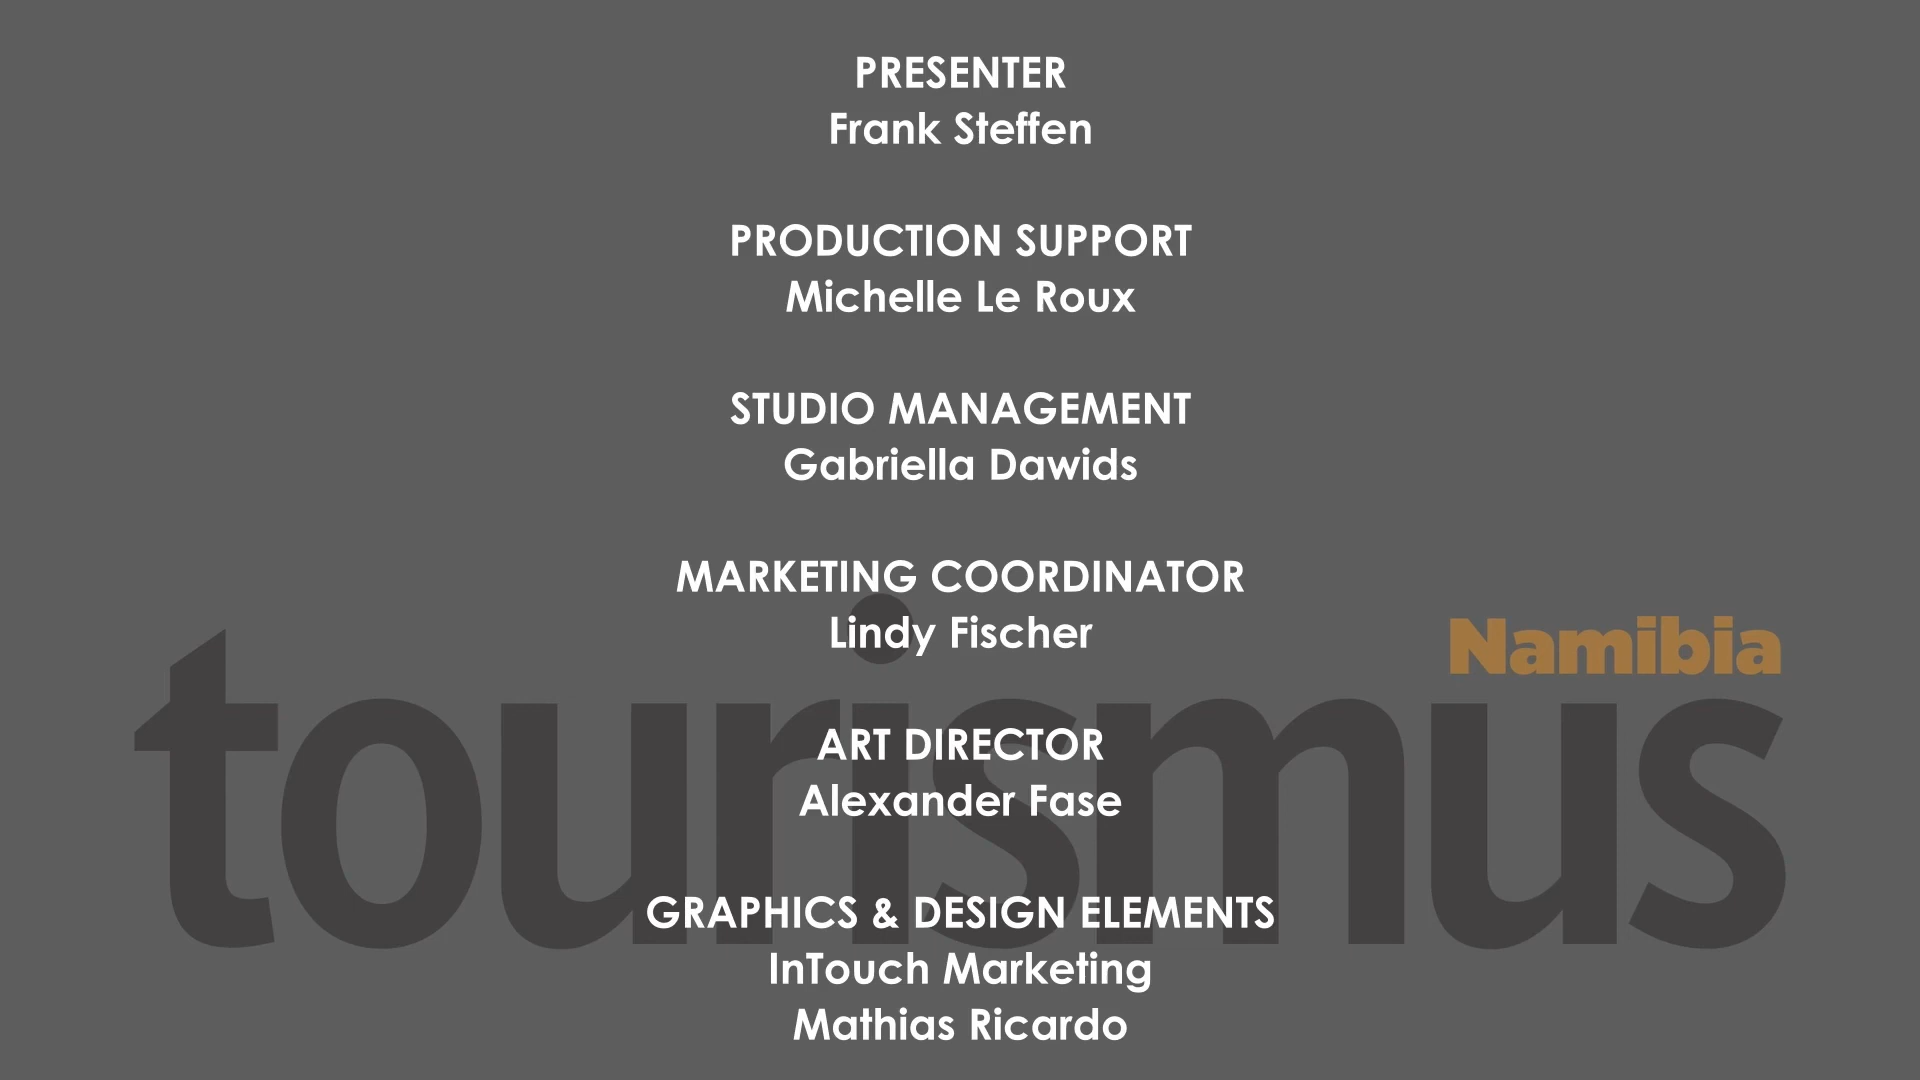 PRESENTER
Frank Steffen
PRODUCTION SUPPORT
Michelle Le Roux
STUDIO MANAGEMENT
Gabriella Dawids
MARKETING COORDINATOR
Lindy Fischer
Namibia
tourismus
ART DIRECTOR
Alexander Fase
GRAPHICS & DESIGN ELEMENTS
InTouch Marketing
Mathias Ricardo